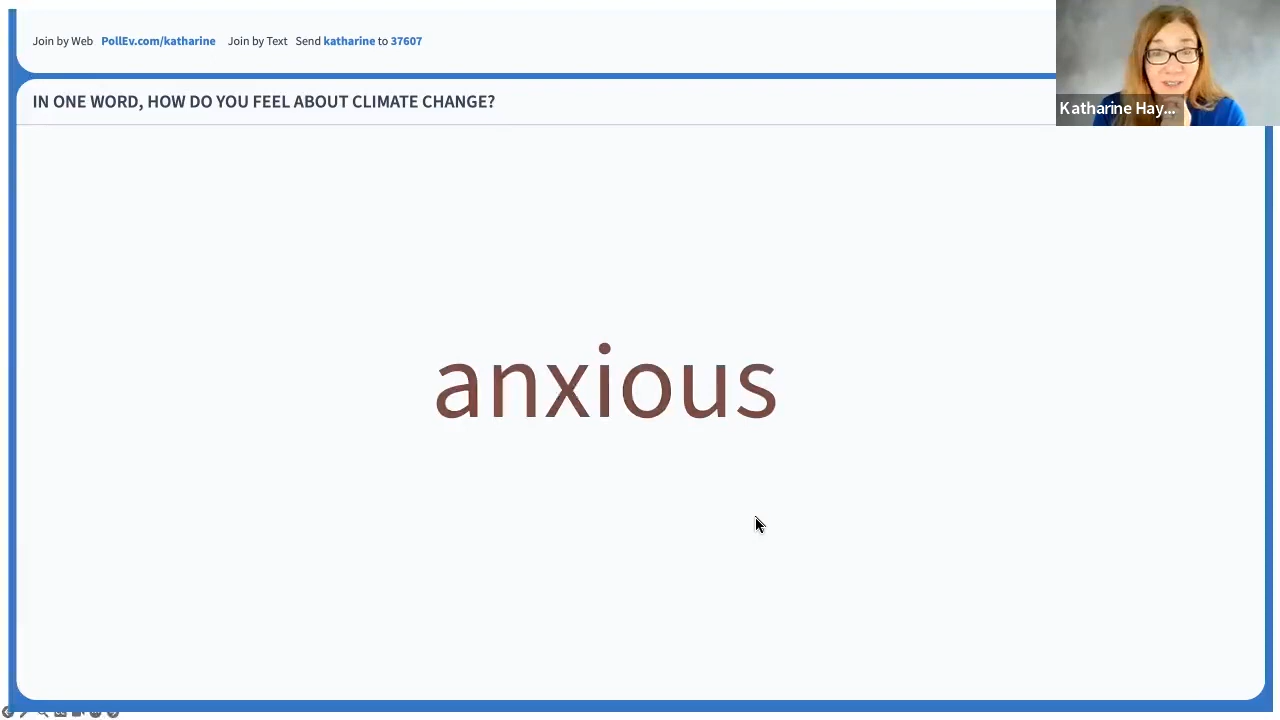 Join by Web PollEv.com/katharine Join by Text Send katharine to 37607
IN ONE WORD, HOW DO YOU FEEL ABOUT CLIMATE CHANGE?
Katharine Hay...
anxious